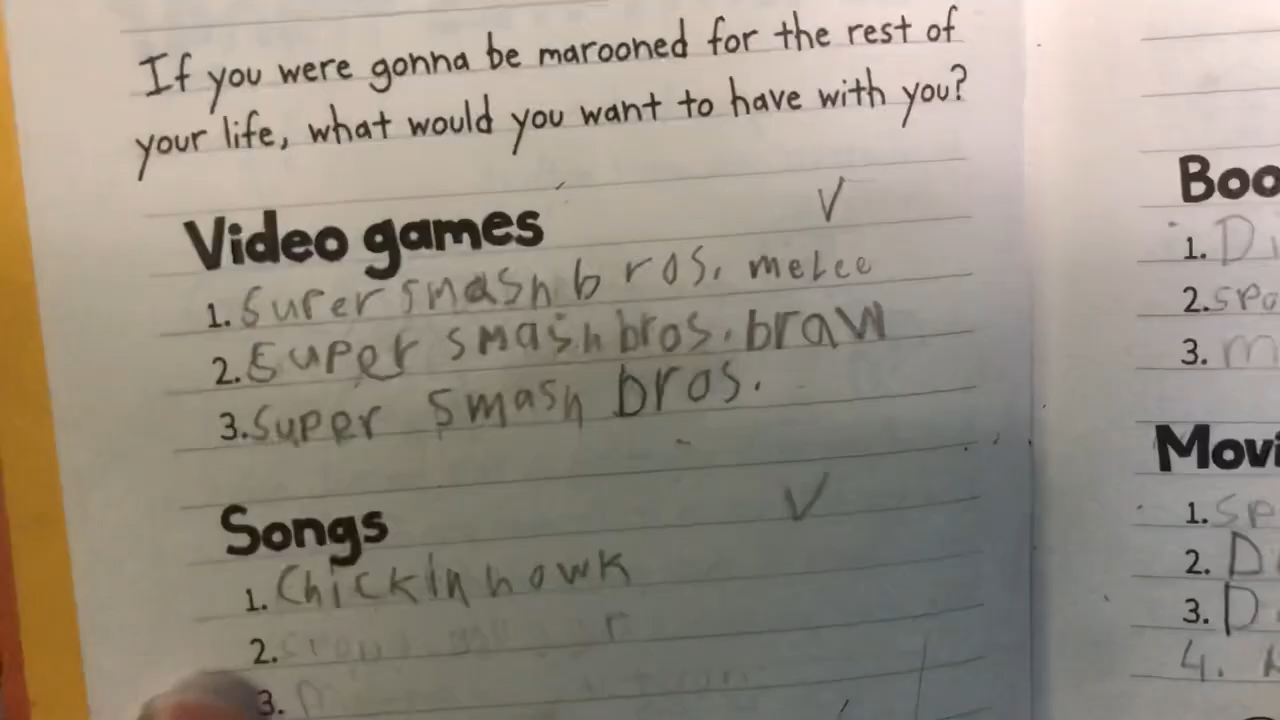 If you were gonna be marooned for the rest of
your life, what would you want to have with you?
Video games
1. Surer smash bros. melee
2. Super smash bros. braw
3. Super smash bros.
Songs
1. Chickin howk
2.
3.
Boo
1. D
2. spo
3. m
Movi
1. Sp
2. D
3. D
4.